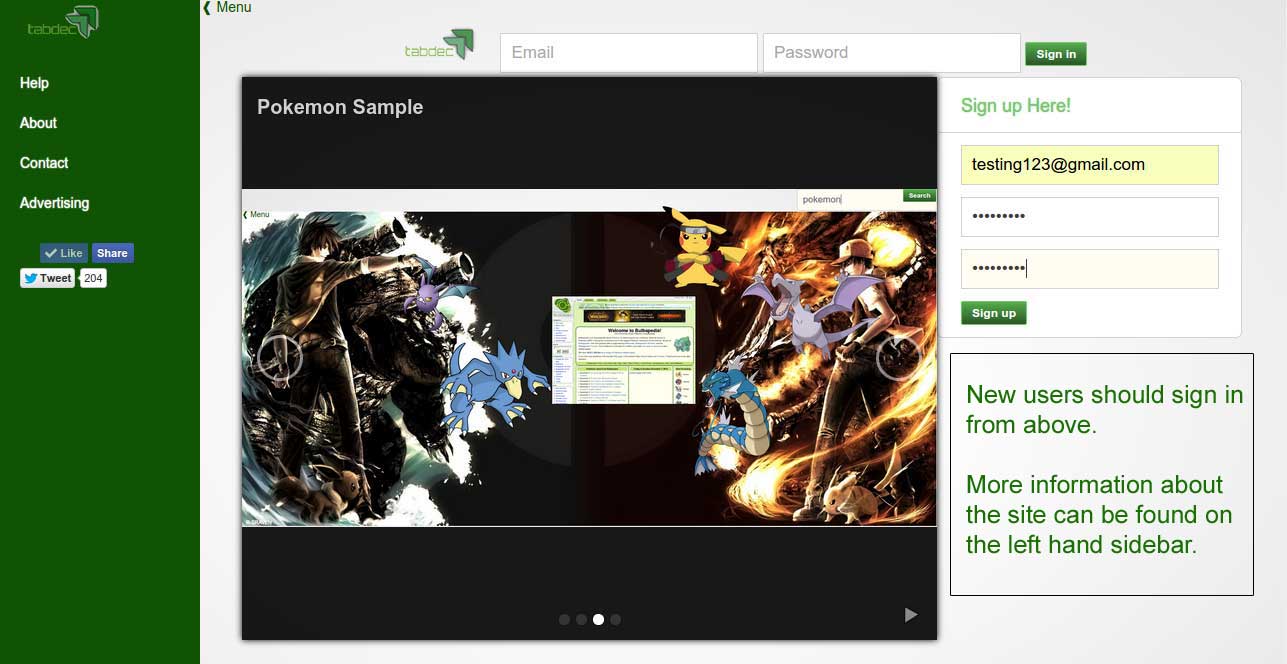 tabdec
❮ Menu
tabdec
Email
Password
Sign in
Help
About
Contact
Advertising
Like
Share
Tweet
204
Pokemon Sample
pokemon
Search
❮ Menu
Welcome to Bulbapedia!
Sign up Here!
testing123@gmail.com
•••••••••
•••••••••
Sign up
New users should sign in
from above.
More information about
the site can be found on
the left hand sidebar.